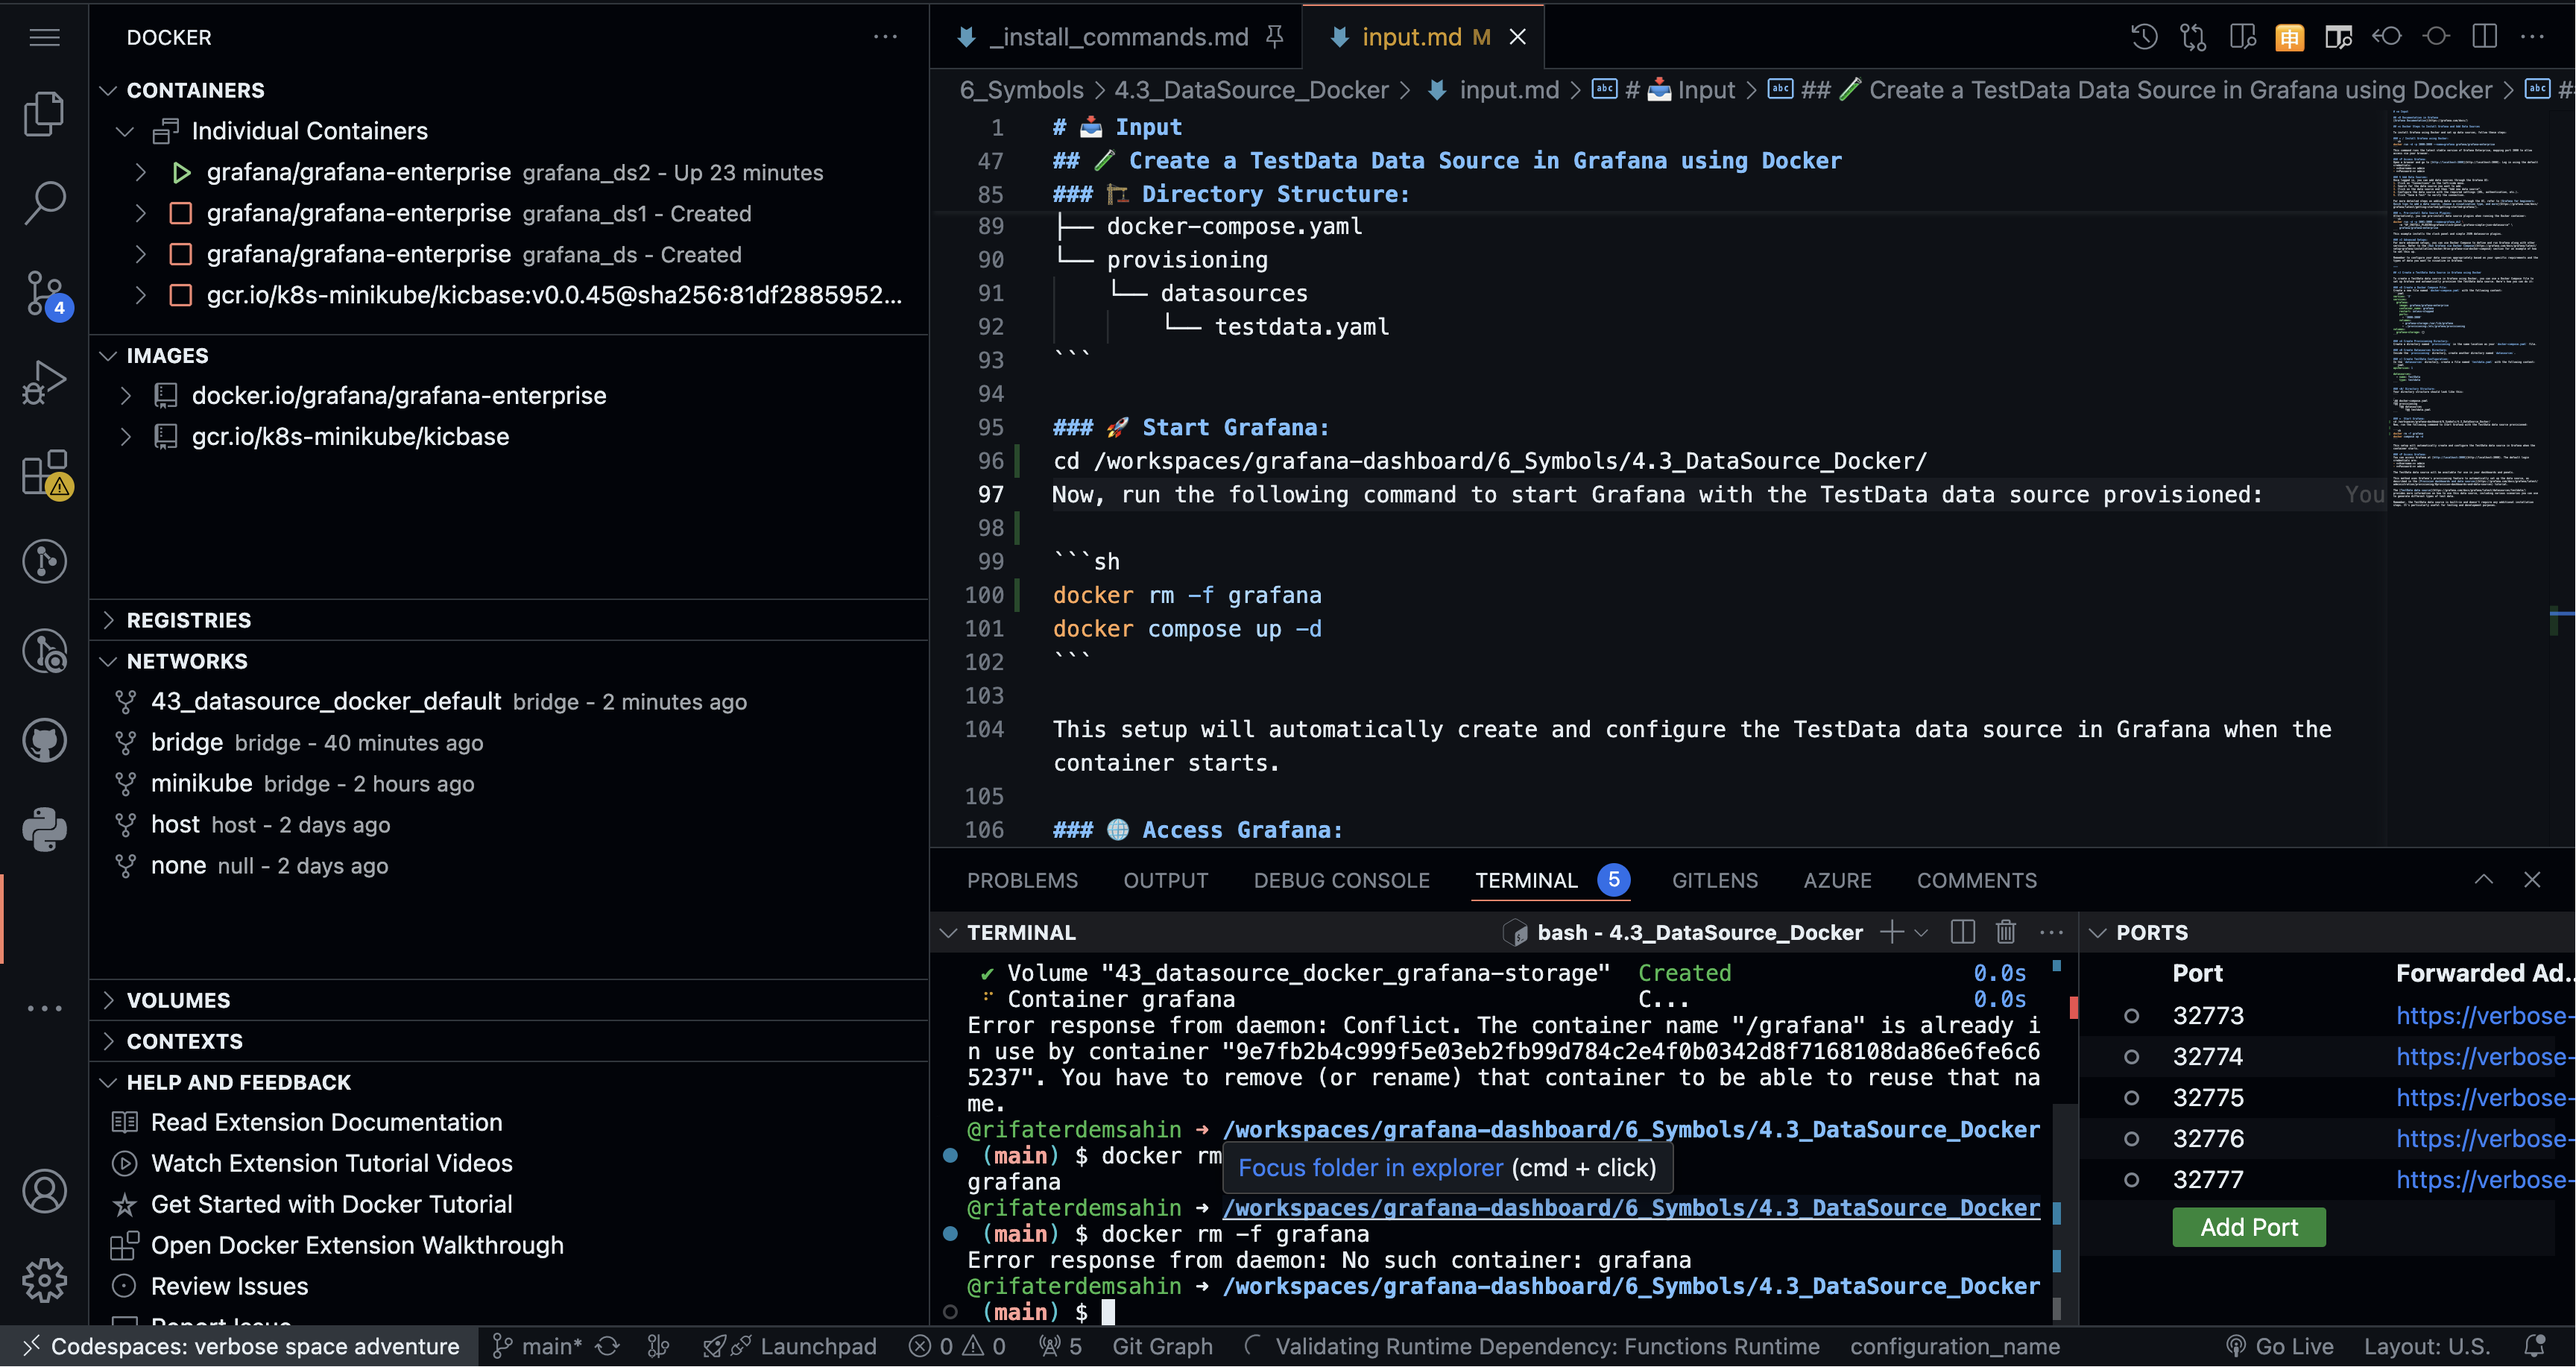 DOCKER
CONTAINERS
Individual Containers
grafana/grafana-enterprise grafana_ds2 - Up 23 minutes
grafana/grafana-enterprise grafana_ds1 - Created
grafana/grafana-enterprise grafana_ds - Created
gcr.io/k8s-minikube/kicbase:v0.0.45@sha256:81df2885952...
IMAGES
docker.io/grafana/grafana-enterprise
gcr.io/k8s-minikube/kicbase
REGISTRIES
NETWORKS
43_datasource_docker_default bridge - 2 minutes ago
bridge bridge - 40 minutes ago
minikube bridge - 2 hours ago
host host - 2 days ago
none null - 2 days ago
VOLUMES
CONTEXTS
HELP AND FEEDBACK
Read Extension Documentation
Watch Extension Tutorial Videos
Get Started with Docker Tutorial
Open Docker Extension Walkthrough
Review Issues
Report Issue
4
_install_commands.md
input.md M
申
6_Symbols > 4.3_DataSource_Docker > input.md > # 📥 Input > ## 🧪 Create a TestData Data Source in Grafana using Docker > #
1 # 📥 Input
47 ## 🧪 Create a TestData Data Source in Grafana using Docker
85 ### 🏗️ Directory Structure:
89 ├── docker-compose.yaml
90 └── provisioning
91 └── datasources
92 └── testdata.yaml
93 ```
94
95 ### 🚀 Start Grafana:
96 cd /workspaces/grafana-dashboard/6_Symbols/4.3_DataSource_Docker/
97 Now, run the following command to start Grafana with the TestData data source provisioned: You
98
99 ```sh
100 docker rm -f grafana
101 docker compose up -d
102 ```
103
104 This setup will automatically create and configure the TestData data source in Grafana when the
container starts.
105
106 ### 🌐 Access Grafana:
PROBLEMS OUTPUT DEBUG CONSOLE TERMINAL 5 GITLENS AZURE COMMENTS
TERMINAL
bash - 4.3_DataSource_Docker
✔ Volume "43_datasource_docker_grafana-storage" Created 0.0s
Container grafana C... 0.0s
Error response from daemon: Conflict. The container name "/grafana" is already i
n use by container "9e7fb2b4c999f5e03eb2fb99d784c2e4f0b0342d8f7168108da86e6fe6c6
5237". You have to remove (or rename) that container to be able to reuse that na
me.
@rifaterdemsahin → /workspaces/grafana-dashboard/6_Symbols/4.3_DataSource_Docker
(main) $ docker rm
Focus folder in explorer (cmd + click)
grafana
@rifaterdemsahin → /workspaces/grafana-dashboard/6_Symbols/4.3_DataSource_Docker
(main) $ docker rm -f grafana
Error response from daemon: No such container: grafana
@rifaterdemsahin → /workspaces/grafana-dashboard/6_Symbols/4.3_DataSource_Docker
(main) $
PORTS
Port Forwarded Ad...
32773 https://verbose-
32774 https://verbose-
32775 https://verbose-
32776 https://verbose-
32777 https://verbose-
Add Port
Codespaces: verbose space adventure main* Launchpad 0 0 5 Git Graph Validating Runtime Dependency: Functions Runtime configuration_name Go Live Layout: U.S.